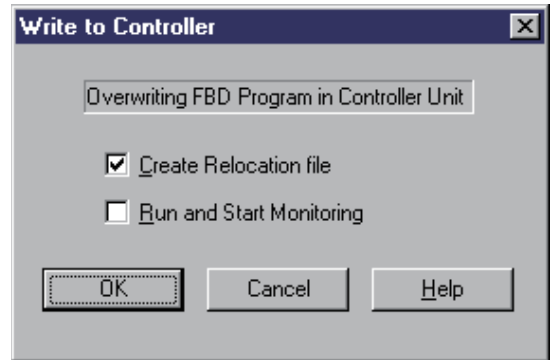 Write to Controller
Overwriting FBD Program in Controller Unit
Create Relocation file
Run and Start Monitoring
OK Cancel Help